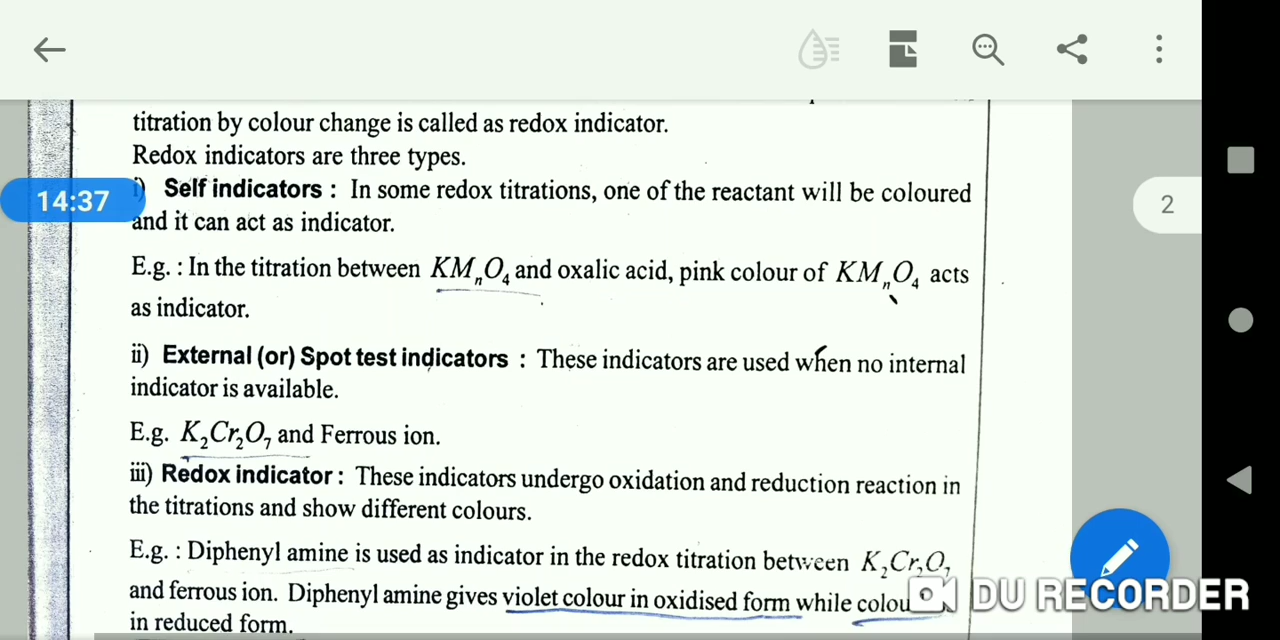 titration by colour change is called as redox indicator.
Redox indicators are three types.
14:37
i) Self indicators : In some redox titrations, one of the reactant will be coloured
and it can act as indicator.
2
E.g. : In the titration between KMnO4 and oxalic acid, pink colour of KMnO4 acts
as indicator.
ii) External (or) Spot test indicators : These indicators are used when no internal
indicator is available.
E.g. K2Cr2O7 and Ferrous ion.
iii) Redox indicator : These indicators undergo oxidation and reduction reaction in
the titrations and show different colours.
E.g. : Diphenyl amine is used as indicator in the redox titration between K2Cr2O7
and ferrous ion. Diphenyl amine gives violet colour in oxidised form while
in reduced form.
DU RECORDER